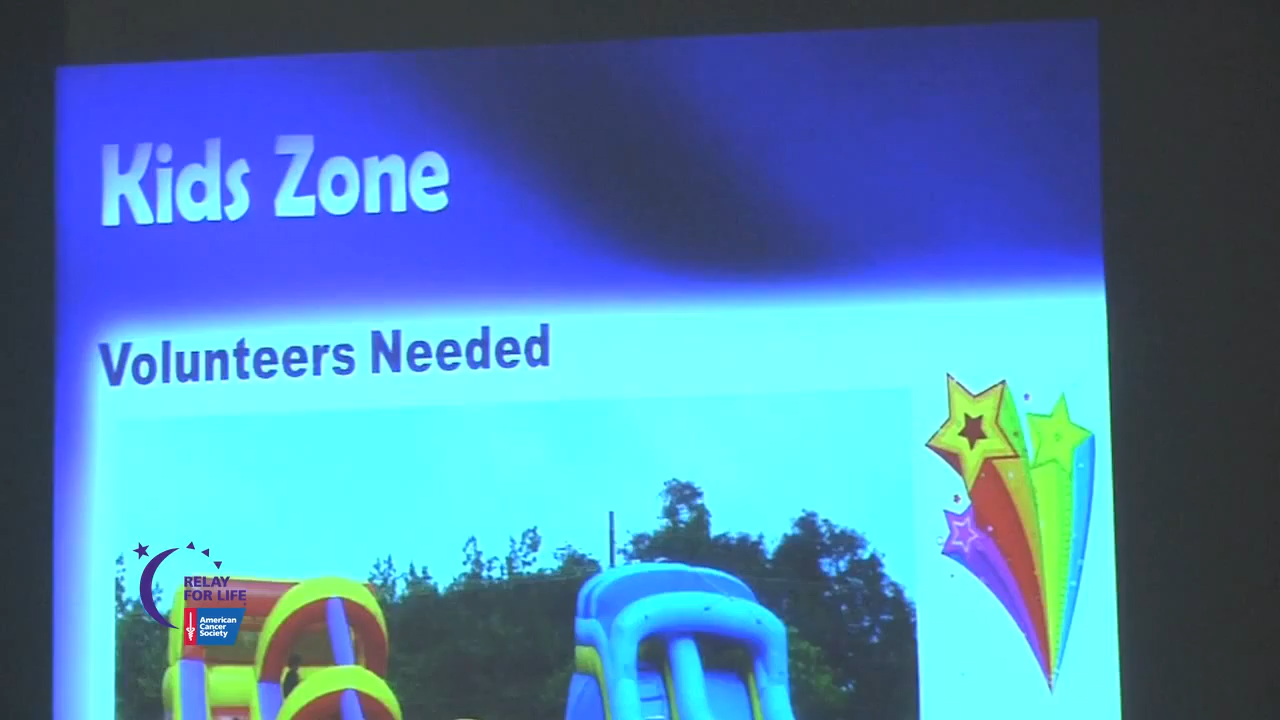 Kids Zone
Volunteers Needed
RELAY
FOR LIFE
American
Cancer
Society